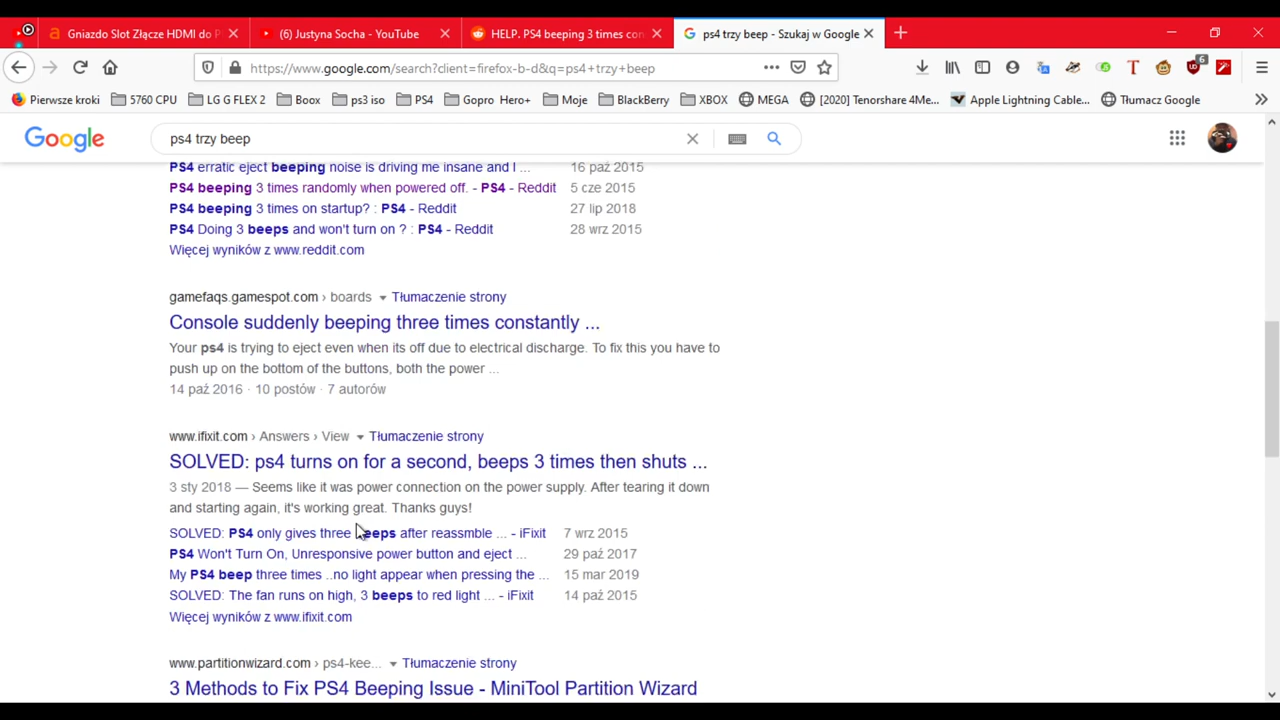 Gniazdo Slot Złącze HDMI do P
(6) Justyna Socha - YouTube
HELP. PS4 beeping 3 times con
ps4 trzy beep - Szukaj w Google
https://www.google.com/search?client=firefox-b-d&q=ps4+trzy+beep
6
Pierwsze kroki
5760 CPU
LG G FLEX 2
Boox
ps3 iso
PS4
Gopro Hero+
Moje
BlackBerry
XBOX
MEGA
[2020] Tenorshare 4Me...
Apple Lightning Cable...
Tłumacz Google
Google
ps4 trzy beep
PS4 erratic eject beeping noise is driving me insane and I ... 16 paź 2015
PS4 beeping 3 times randomly when powered off. - PS4 - Reddit 5 cze 2015
PS4 beeping 3 times on startup? : PS4 - Reddit 27 lip 2018
PS4 Doing 3 beeps and won't turn on ? : PS4 - Reddit 28 wrz 2015
Więcej wyników z www.reddit.com
gamefaqs.gamespot.com › boards Tłumaczenie strony
Console suddenly beeping three times constantly ...
Your ps4 is trying to eject even when its off due to electrical discharge. To fix this you have to
push up on the bottom of the buttons, both the power ...
14 paź 2016 · 10 postów · 7 autorów
www.ifixit.com › Answers › View Tłumaczenie strony
SOLVED: ps4 turns on for a second, beeps 3 times then shuts ...
3 sty 2018 — Seems like it was power connection on the power supply. After tearing it down
and starting again, it's working great. Thanks guys!
SOLVED: PS4 only gives three beeps after reassmble ... - iFixit 7 wrz 2015
PS4 Won't Turn On, Unresponsive power button and eject ... 29 paź 2017
My PS4 beep three times ..no light appear when pressing the ... 15 mar 2019
SOLVED: The fan runs on high, 3 beeps to red light ... - iFixit 14 paź 2015
Więcej wyników z www.ifixit.com
www.partitionwizard.com › ps4-kee... Tłumaczenie strony
3 Methods to Fix PS4 Beeping Issue - MiniTool Partition Wizard